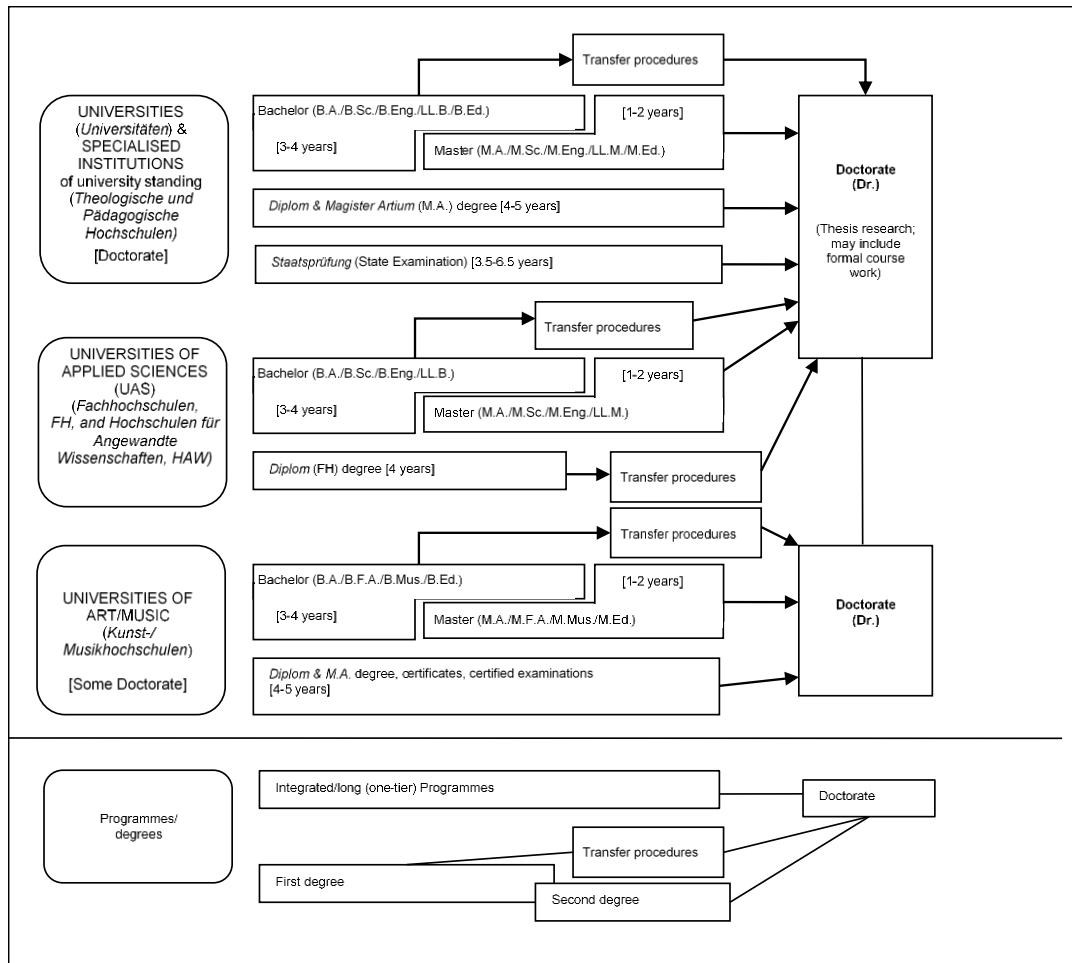 Transfer procedures
UNIVERSITIES
(Universitäten) &
SPECIALISED
INSTITUTIONS
of university standing
(Theologische und
Pädagogische
Hochschulen)
[Doctorate]
Bachelor (B.A./B.Sc./B.Eng./LL.B./B.Ed.)
[3-4 years]
[1-2 years]
Master (M.A./M.Sc./M.Eng./LL.M./M.Ed.)
Diplom & Magister Artium (M.A.) degree [4-5 years]
Staatsprüfung (State Examination) [3.5-6.5 years]
Doctorate
(Dr.)
(Thesis research;
may include
formal course
work)
UNIVERSITIES OF
APPLIED SCIENCES
(UAS)
(Fachhochschulen,
FH, and Hochschulen für
Angewandte
Wissenschaften, HAW)
Transfer procedures
Bachelor (B.A./B.Sc./B.Eng./LL.B.)
[3-4 years]
[1-2 years]
Master (M.A./M.Sc./M.Eng./LL.M.)
Diplom (FH) degree [4 years]
Transfer procedures
Transfer procedures
UNIVERSITIES OF
ART/MUSIC
(Kunst-/
Musikhochschulen)
[Some Doctorate]
Bachelor (B.A./B.F.A./B.Mus./B.Ed.)
[3-4 years]
[1-2 years]
Master (M.A./M.F.A./M.Mus./M.Ed.)
Diplom & M.A. degree, certificates, certified examinations
[4-5 years]
Doctorate
(Dr.)
Programmes/
degrees
Integrated/long (one-tier) Programmes
Doctorate
Transfer procedures
First degree
Second degree